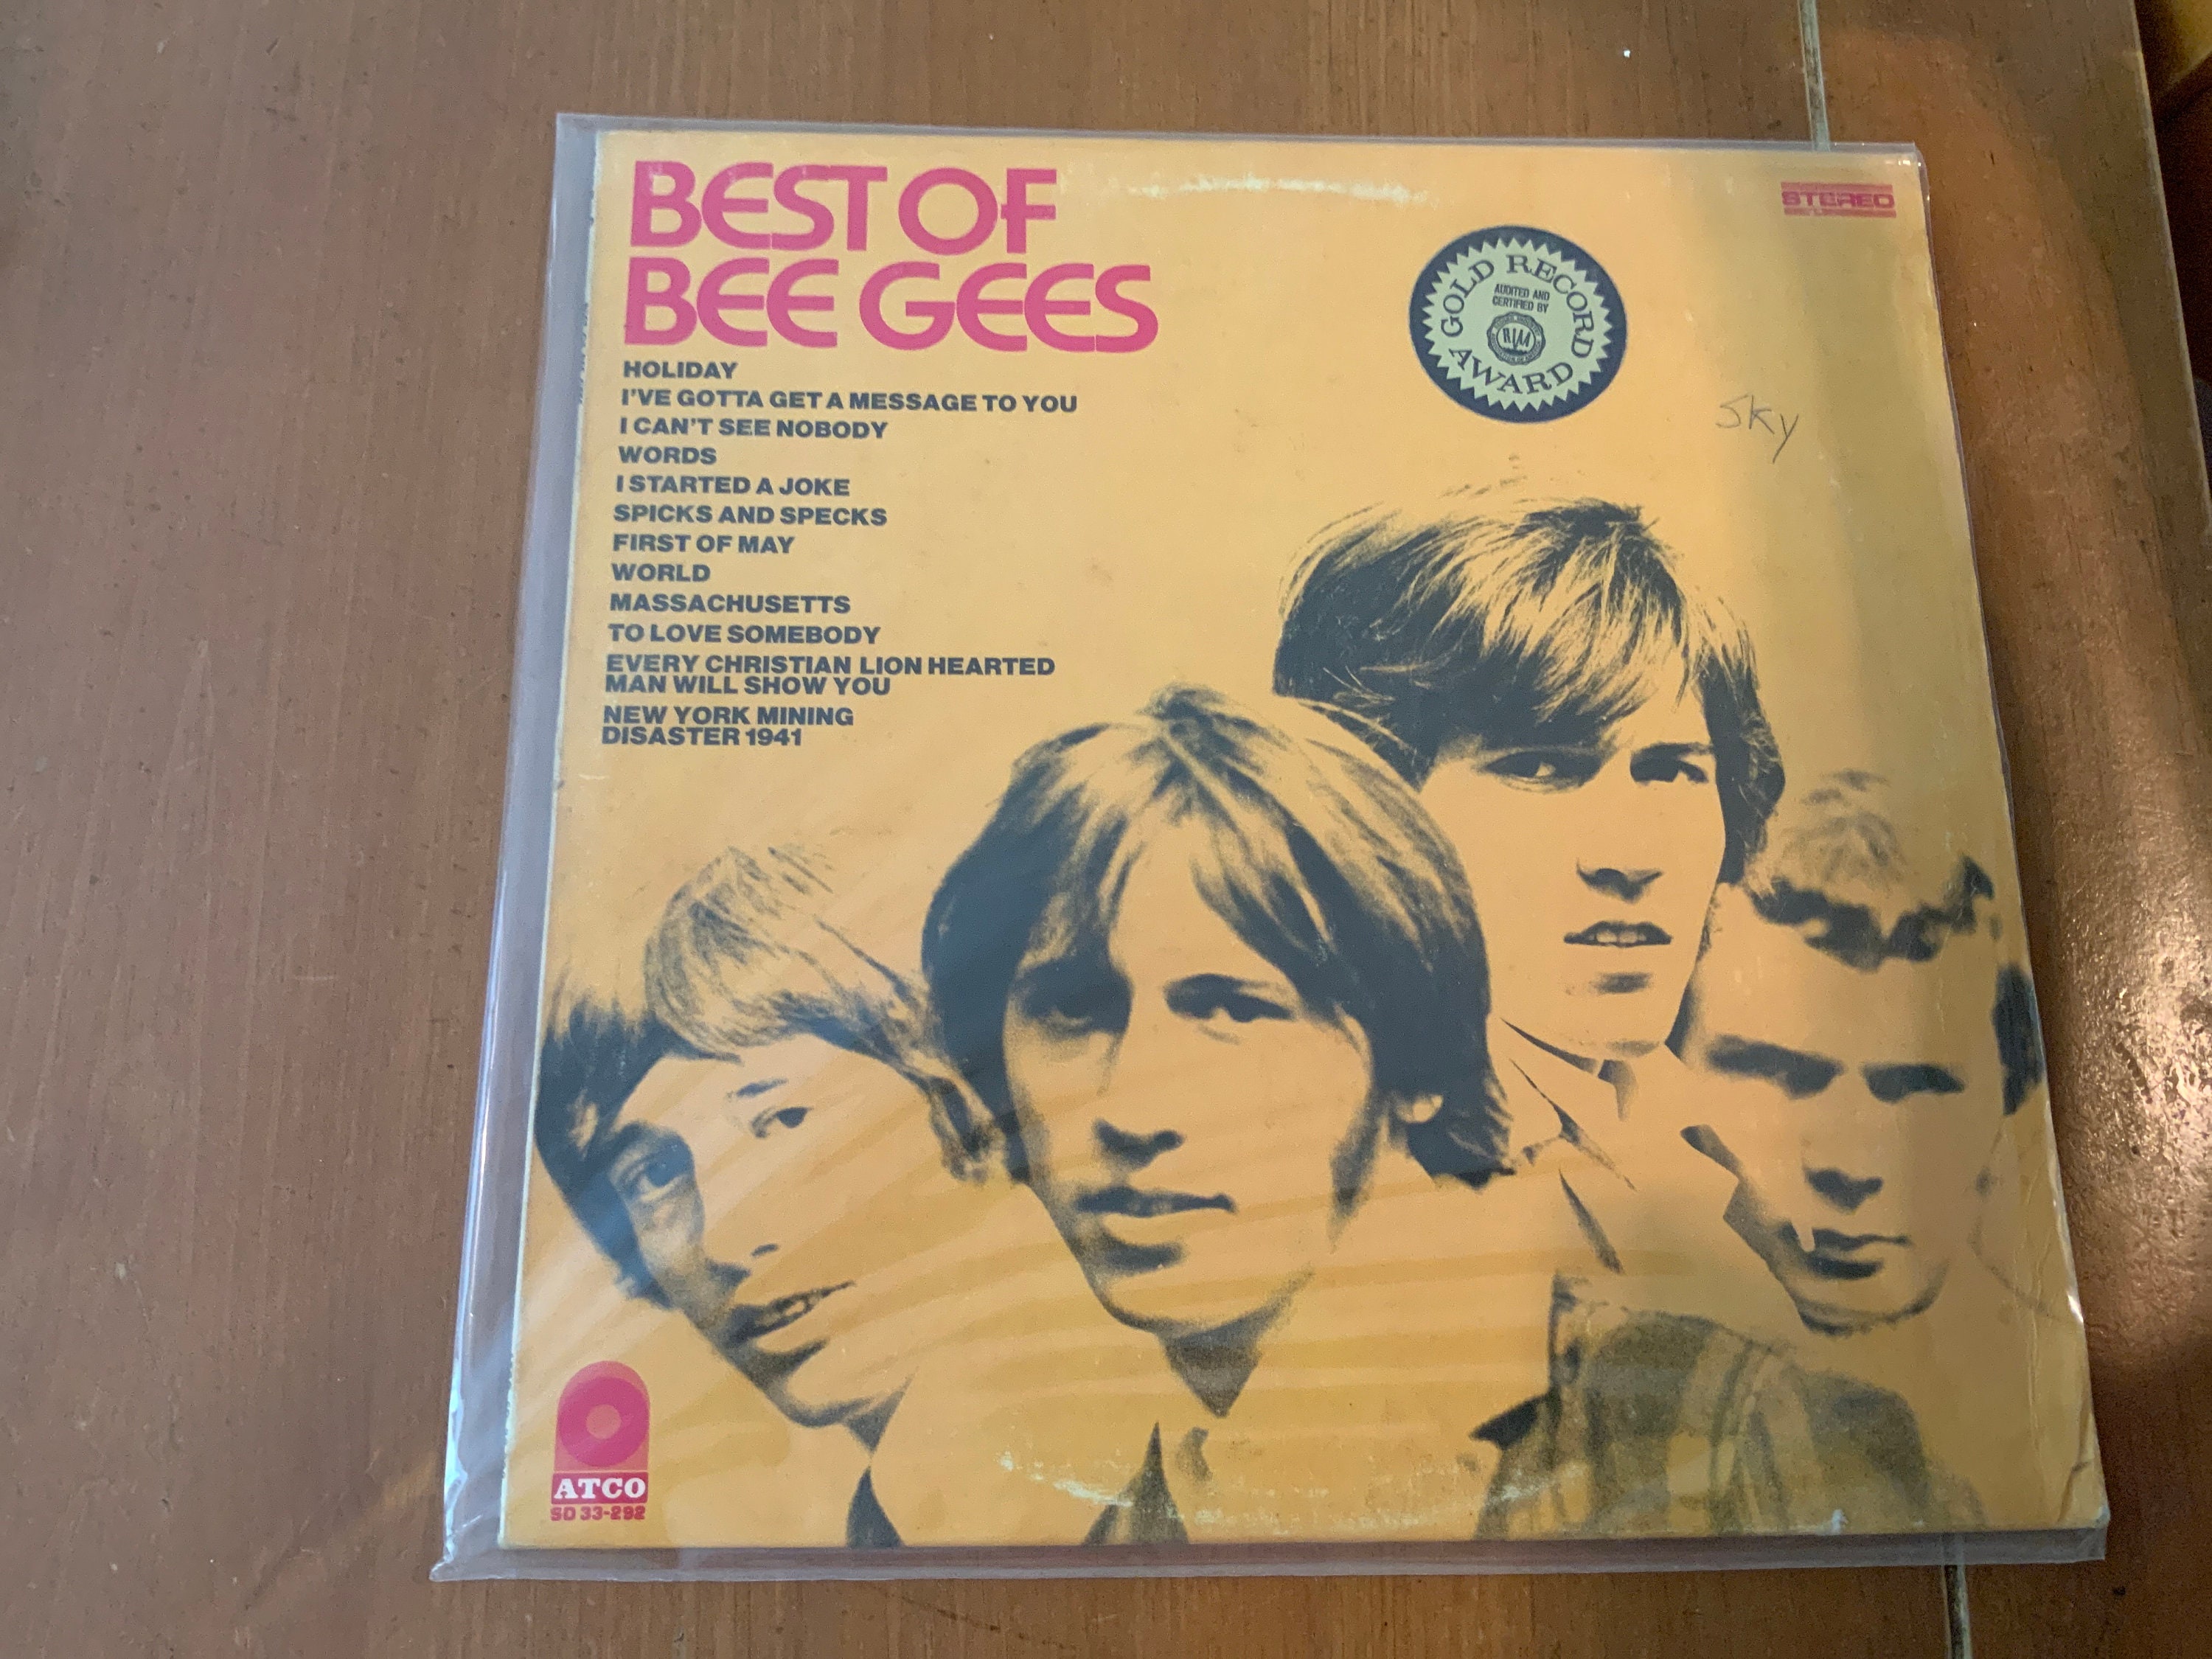 BEST OF
BEE GEES
STEREO
GOLD RECORD
AUDITED AND
CERTIFIED BY
RIAA
AWARD
Sky
HOLIDAY
I'VE GOTTA GET A MESSAGE TO YOU
I CAN'T SEE NOBODY
WORDS
I STARTED A JOKE
SPICKS AND SPECKS
FIRST OF MAY
WORLD
MASSACHUSETTS
TO LOVE SOMEBODY
EVERY CHRISTIAN LION HEARTED
MAN WILL SHOW YOU
NEW YORK MINING
DISASTER 1941
ATCO
SD 33-292